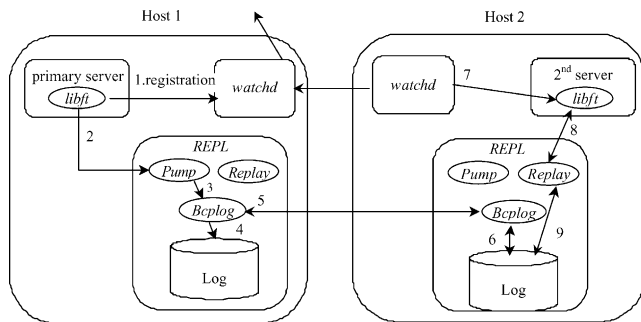 Host 1
Host 2
primary server
libft
1.registration
watchd
watchd
7
2nd server
libft
2
8
REPL
REPL
Pump
Replay
Pump
Replay
3
5
Bcplog
Bcplog
4
6
9
Log
Log